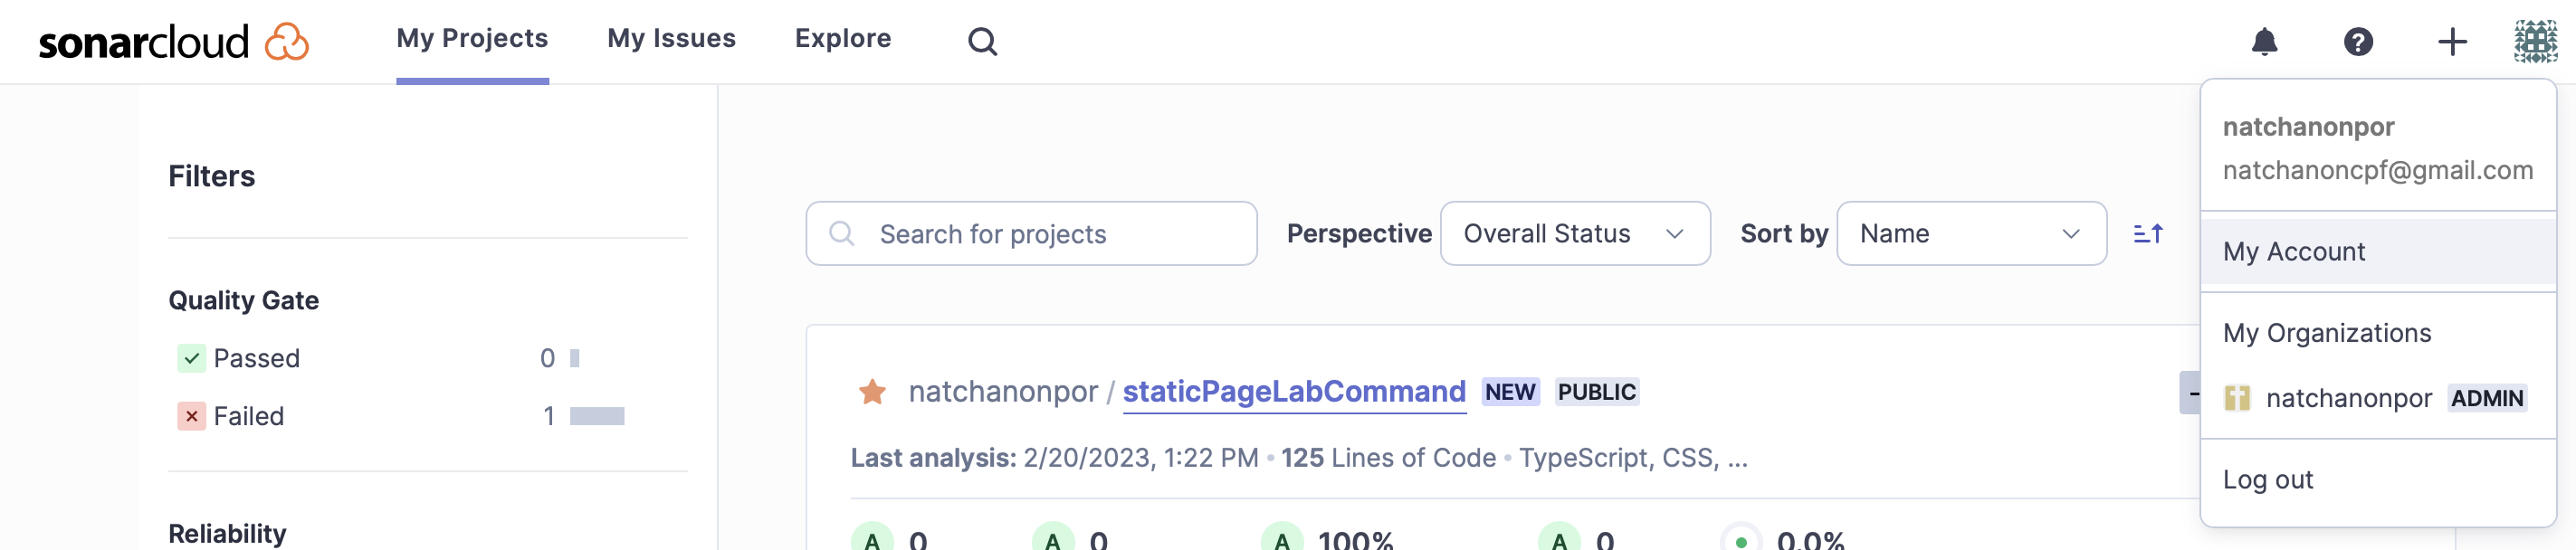 sonarcloud
My Projects
My Issues
Explore
natchanonpor
natchanoncpf@gmail.com
My Account
My Organizations
natchanonpor ADMIN
Log out
Filters
Quality Gate
Passed 0
Failed 1
Reliability
Search for projects
Perspective Overall Status
Sort by Name
natchanonpor / staticPageLabCommand NEW PUBLIC
Last analysis: 2/20/2023, 1:22 PM • 125 Lines of Code • TypeScript, CSS, ...
A 0 A 0 A 100% A 0 0.0%